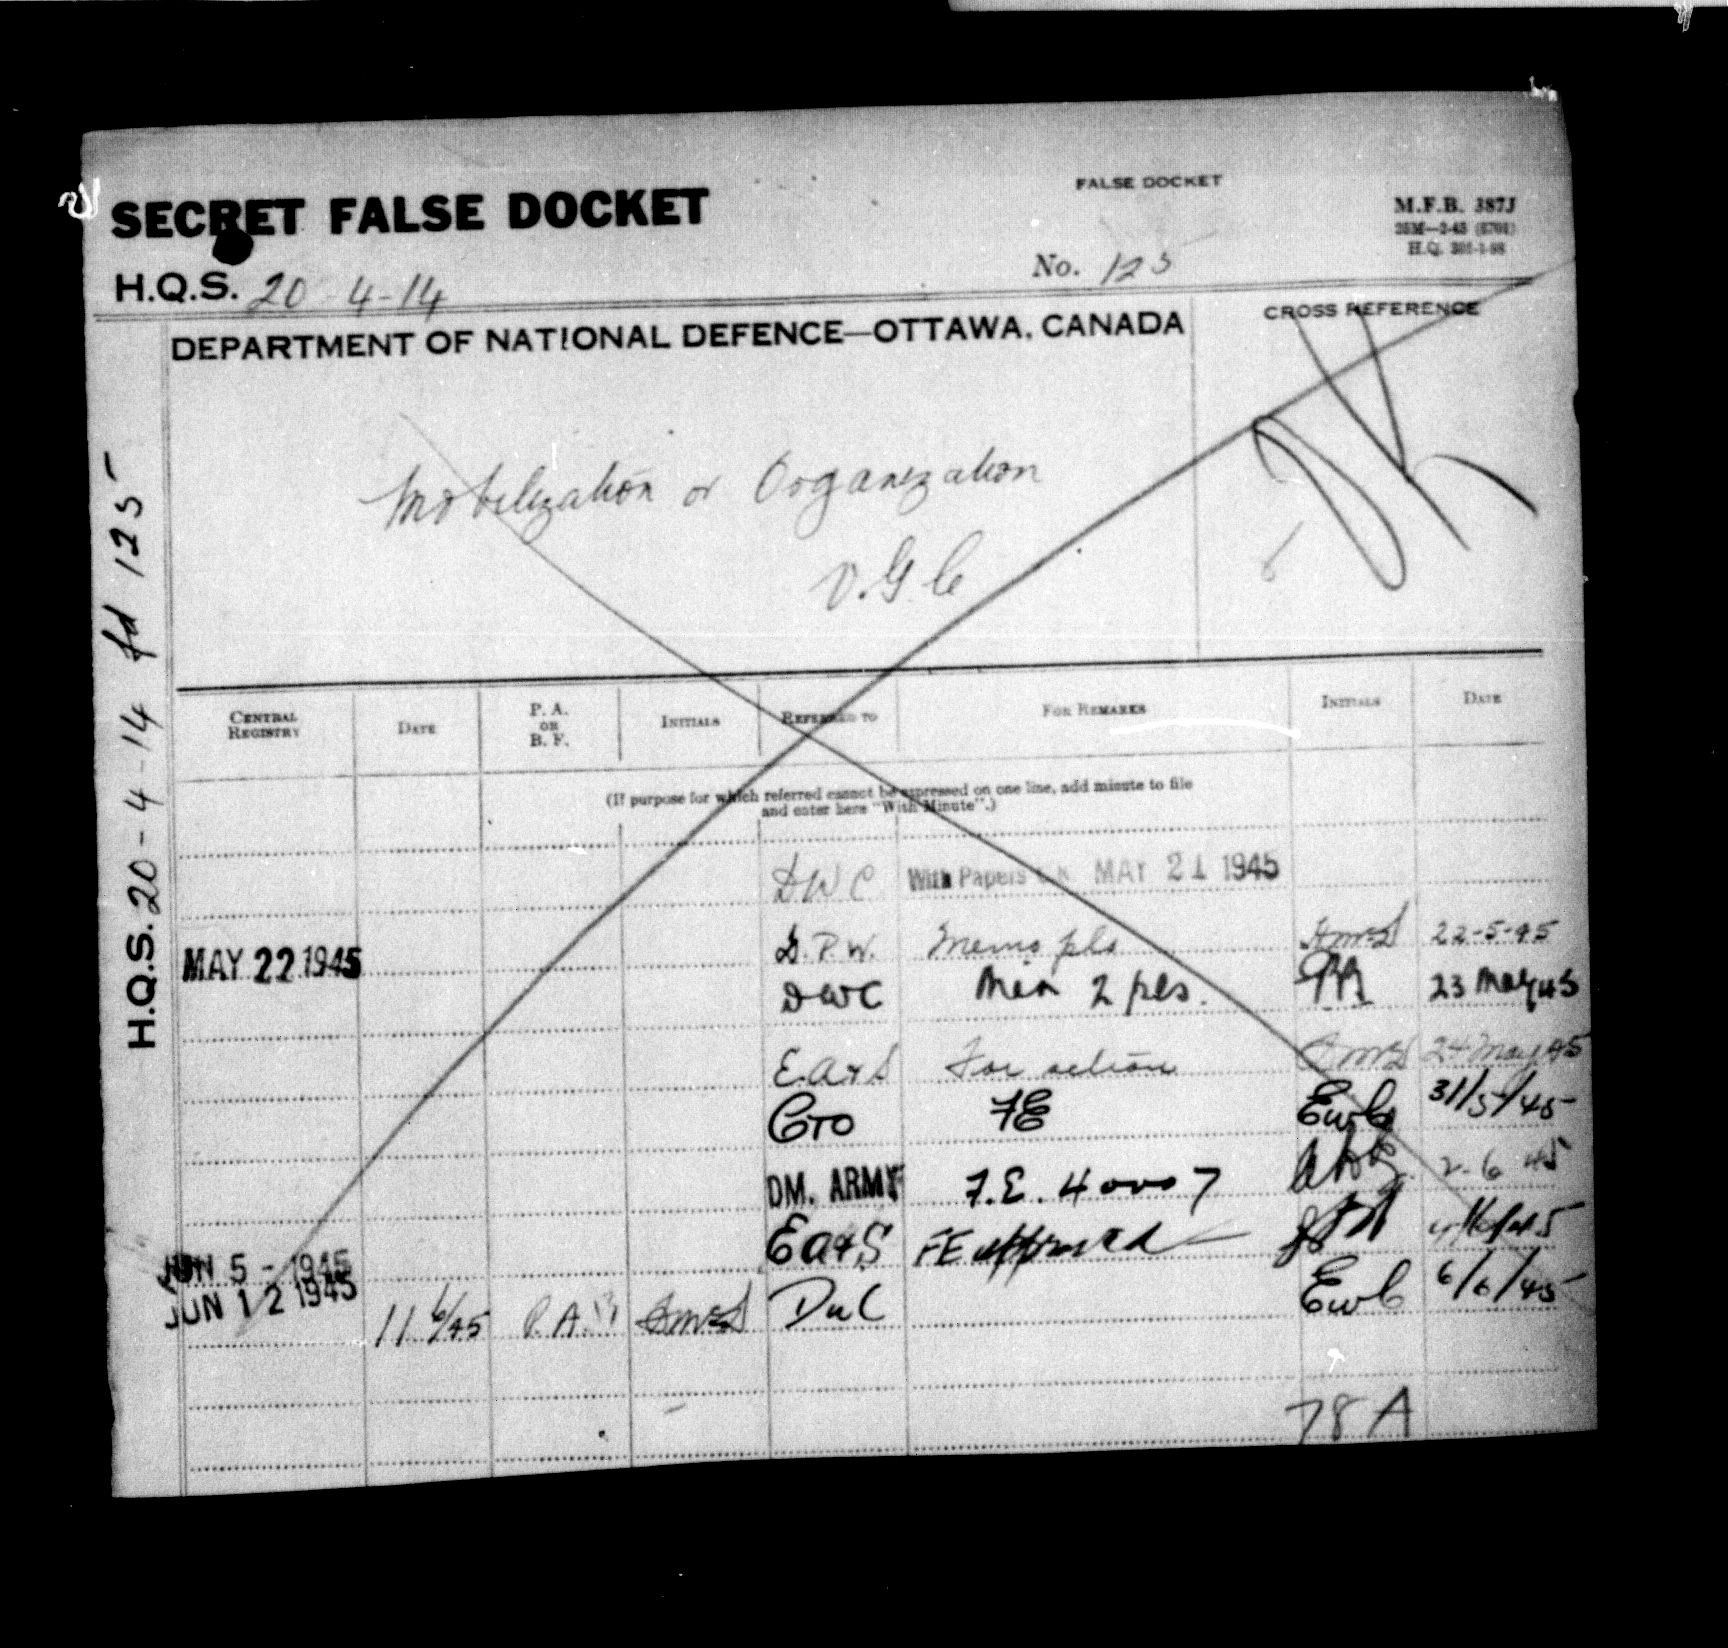 SECRET FALSE DOCKET
FALSE DOCKET
M.F.B. 387J
H.Q.S. 20-4-14
No. 125
DEPARTMENT OF NATIONAL DEFENCE—OTTAWA, CANADA
CROSS REFERENCE
Mobilization or Organization
V.G.C
H.Q.S. 20-4-14 fd 125
CENTRAL REGISTRY DATE P. A. OR B. F. INITIALS REFERRED TO FOR REMARKS INITIALS DATE
(If purpose for which referred cannot be expressed on one line, add minute to file
and enter here "With Minute".)
DWC With Papers MAY 21 1945
D.P.W. Memo pls 22-5-45
MAY 22 1945
DWC Min 2 pls. 23 May 45
E.a&S For action 24 May 45
CTO FE EwC 31/5/45
DM. ARMY F.E. 4000 7 2-6 45
Ea&S FE approved
JUN 5 - 1945
JUN 12 1945
11 6/45 P.A. DWC EwC 6/6/45
78A